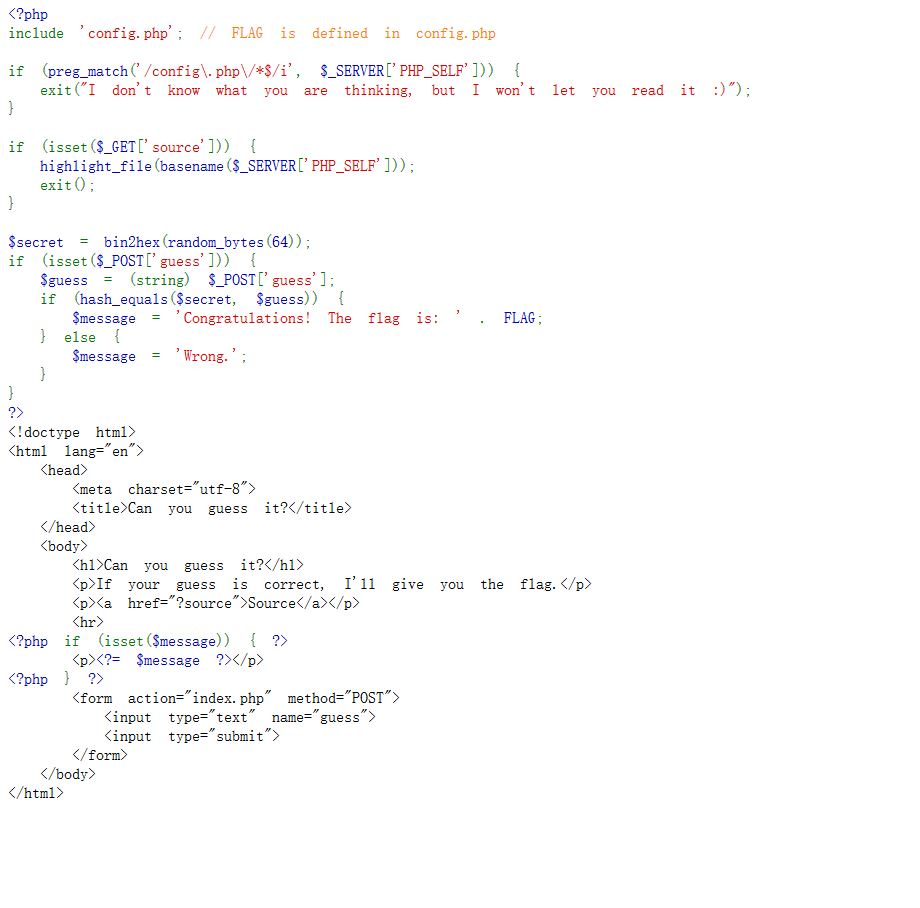 <?php
include 'config.php'; // FLAG is defined in config.php

if (preg_match('/config\.php\/*$/i', $_SERVER['PHP_SELF'])) {
    exit("I don't know what you are thinking, but I won't let you read it :)");
}

if (isset($_GET['source'])) {
    highlight_file(basename($_SERVER['PHP_SELF']));
    exit();
}

$secret = bin2hex(random_bytes(64));
if (isset($_POST['guess'])) {
    $guess = (string) $_POST['guess'];
    if (hash_equals($secret, $guess)) {
        $message = 'Congratulations! The flag is: ' . FLAG;
    } else {
        $message = 'Wrong.';
    }
}
?>
<!doctype html>
<html lang="en">
    <head>
        <meta charset="utf-8">
        <title>Can you guess it?</title>
    </head>
    <body>
        <h1>Can you guess it?</h1>
        <p>If your guess is correct, I'll give you the flag.</p>
        <p><a href="?source">Source</a></p>
        <hr>
<?php if (isset($message)) { ?>
        <p><?= $message ?></p>
<?php } ?>
        <form action="index.php" method="POST">
            <input type="text" name="guess">
            <input type="submit">
        </form>
    </body>
</html>